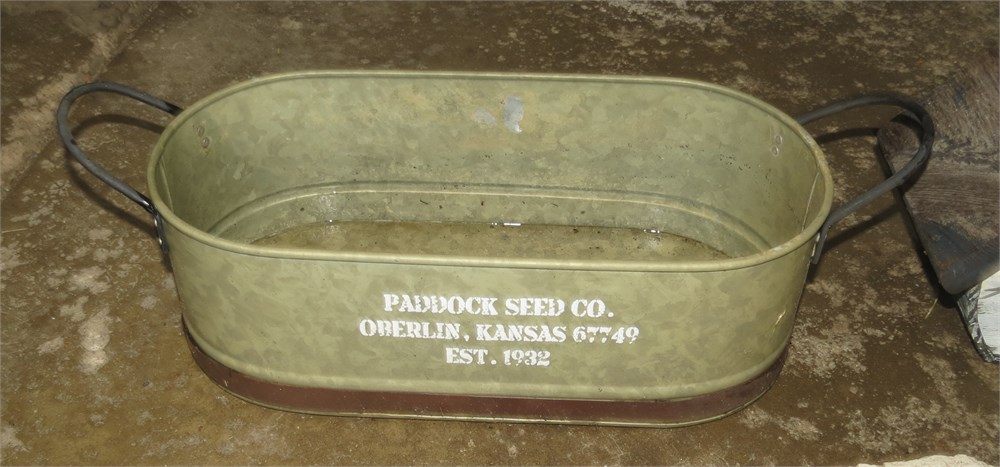 PADDOCK SEED CO.
OBERLIN, KANSAS 67749
EST. 1932